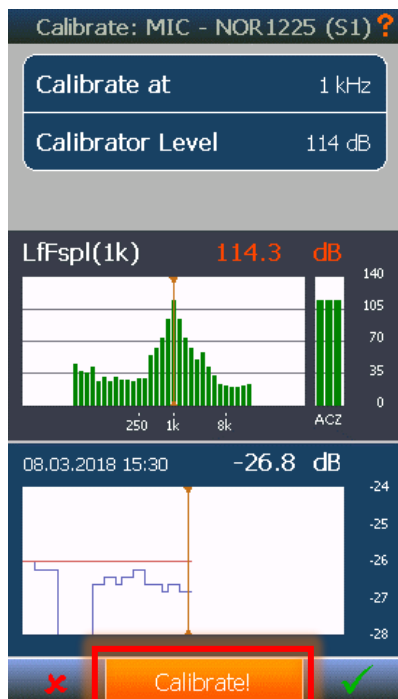 Calibrate: MIC - NOR1225 (S1) ?
Calibrate at 1 kHz
Calibrator Level 114 dB
LfFspl(1k) 114.3 dB
140
105
70
35
0
250 1k 8k ACZ
08.03.2018 15:30 -26.8 dB
-24
-25
-26
-27
-28
Calibrate!